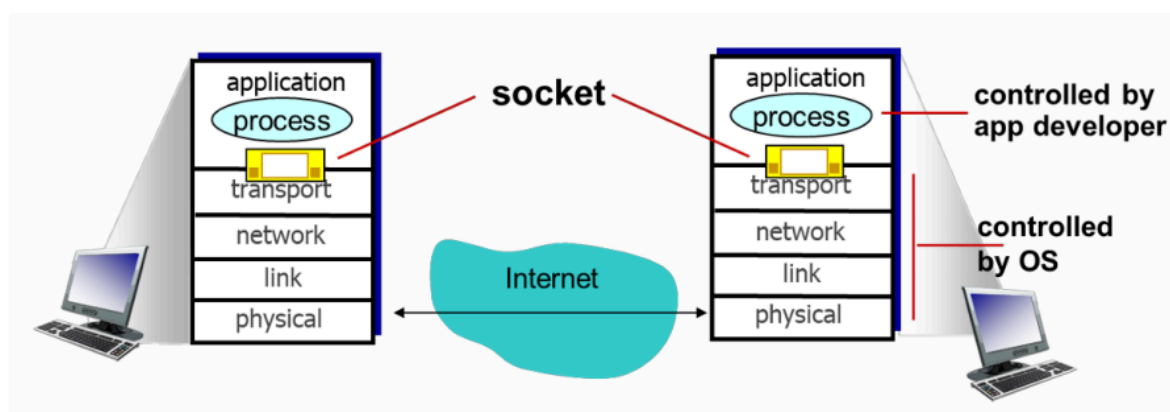 application
process
transport
network
link
physical
socket
Internet
application
process
transport
network
link
physical
controlled by
app developer
controlled
by OS